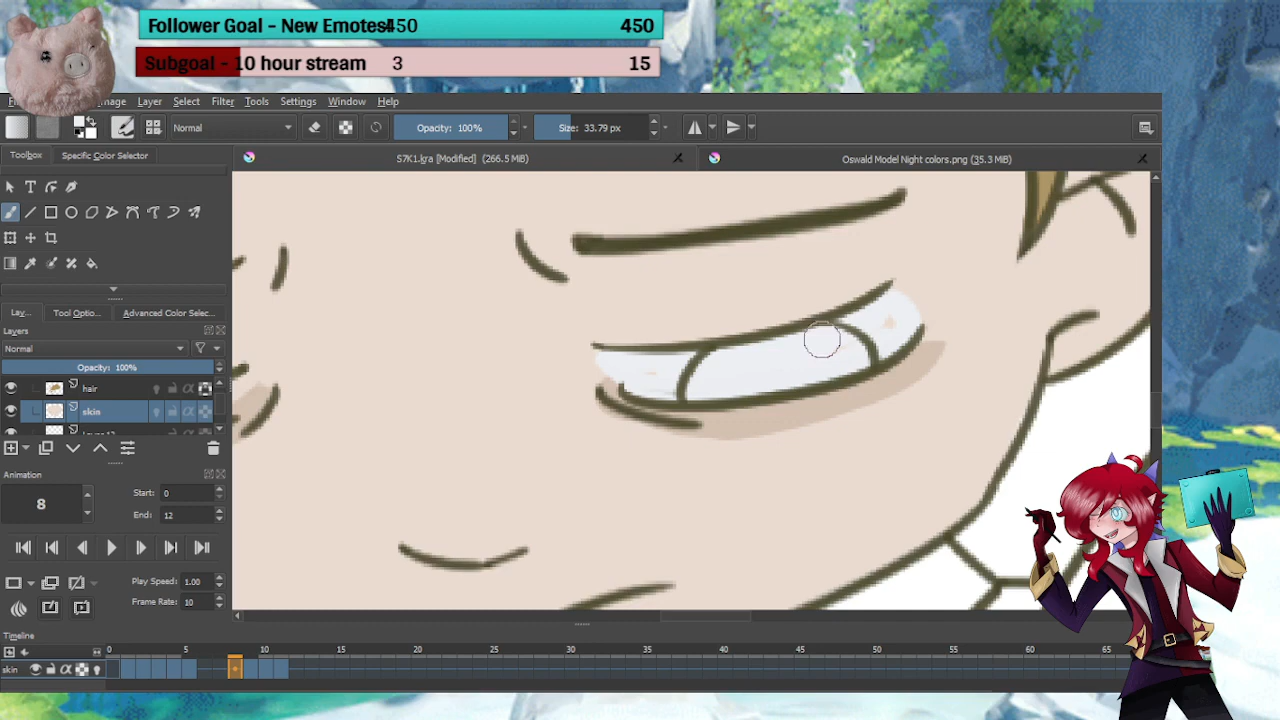 Follower Goal - New Emotes! 450 450
Subgoal - 10 hour stream 3 15
Image Layer Select Filter Tools Settings Window Help
Normal Opacity: 100% Size: 33.79 px
Toolbox Specific Color Selector S7K1.kra [Modified] (266.5 MiB) Oswald Model Night colors.png (35.3 MiB)
Lay... Tool Optio... Advanced Color Selec...
Layers
Normal
Opacity: 100%
hair
skin
Animation
8 Start: 0
End: 12
Play Speed: 1.00
Frame Rate: 10
Timeline
0 5 10 15 20 25 30 35 40 45 50 55 60 65
skin